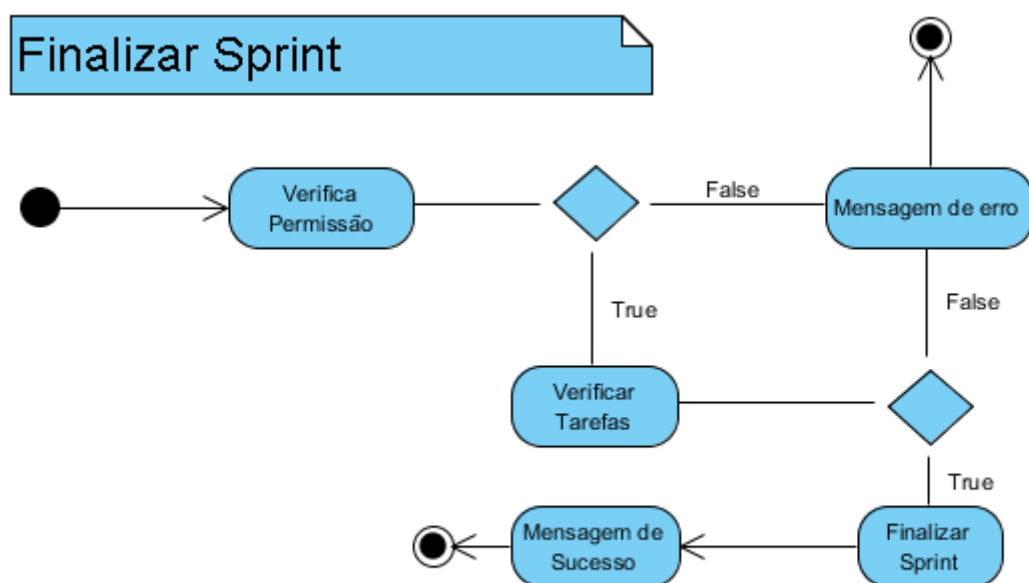 Finalizar Sprint
Verifica
Permissão
False
Mensagem de erro
True
False
Verificar
Tarefas
True
Mensagem de
Sucesso
Finalizar
Sprint